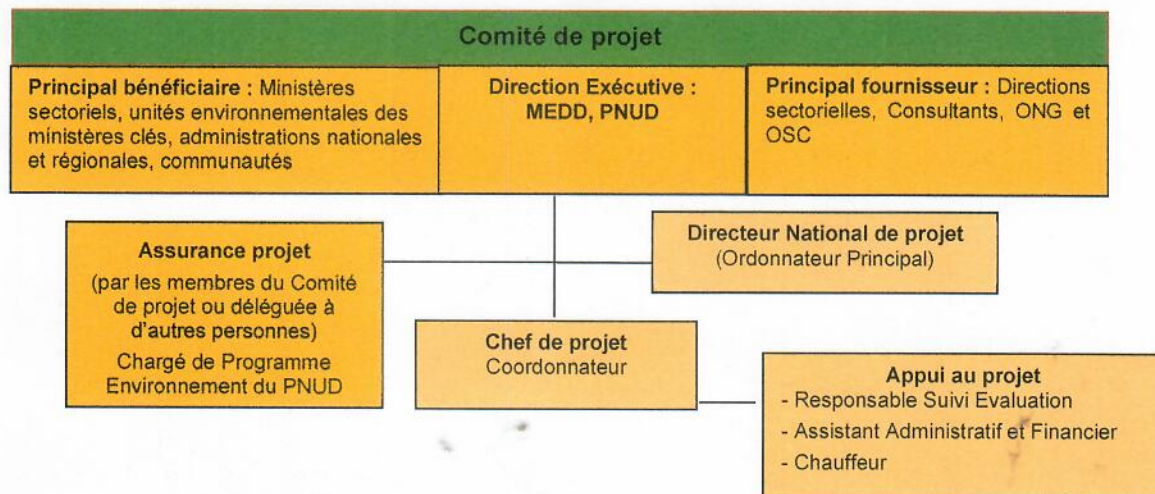 Comité de projet
Principal bénéficiaire : Ministères
sectoriels, unités environnementales des
ministères clés, administrations nationales
et régionales, communautés
Direction Exécutive :
MEDD, PNUD
Principal fournisseur : Directions
sectorielles, Consultants, ONG et
OSC
Assurance projet
(par les membres du Comité
de projet ou déléguée à
d'autres personnes)
Chargé de Programme
Environnement du PNUD
Directeur National de projet
(Ordonnateur Principal)
Chef de projet
Coordonnateur
Appui au projet
- Responsable Suivi Evaluation
- Assistant Administratif et Financier
- Chauffeur